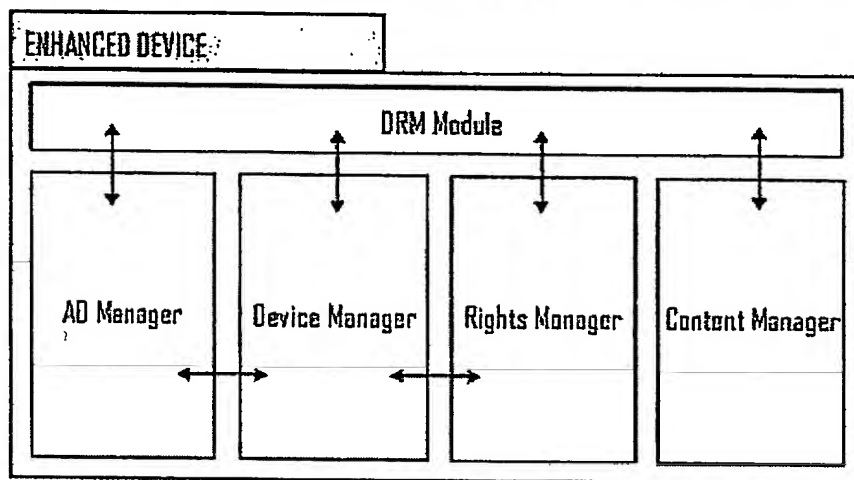 ENHANCED DEVICE
DRM Module
AD Manager
Device Manager
Rights Manager
Content Manager